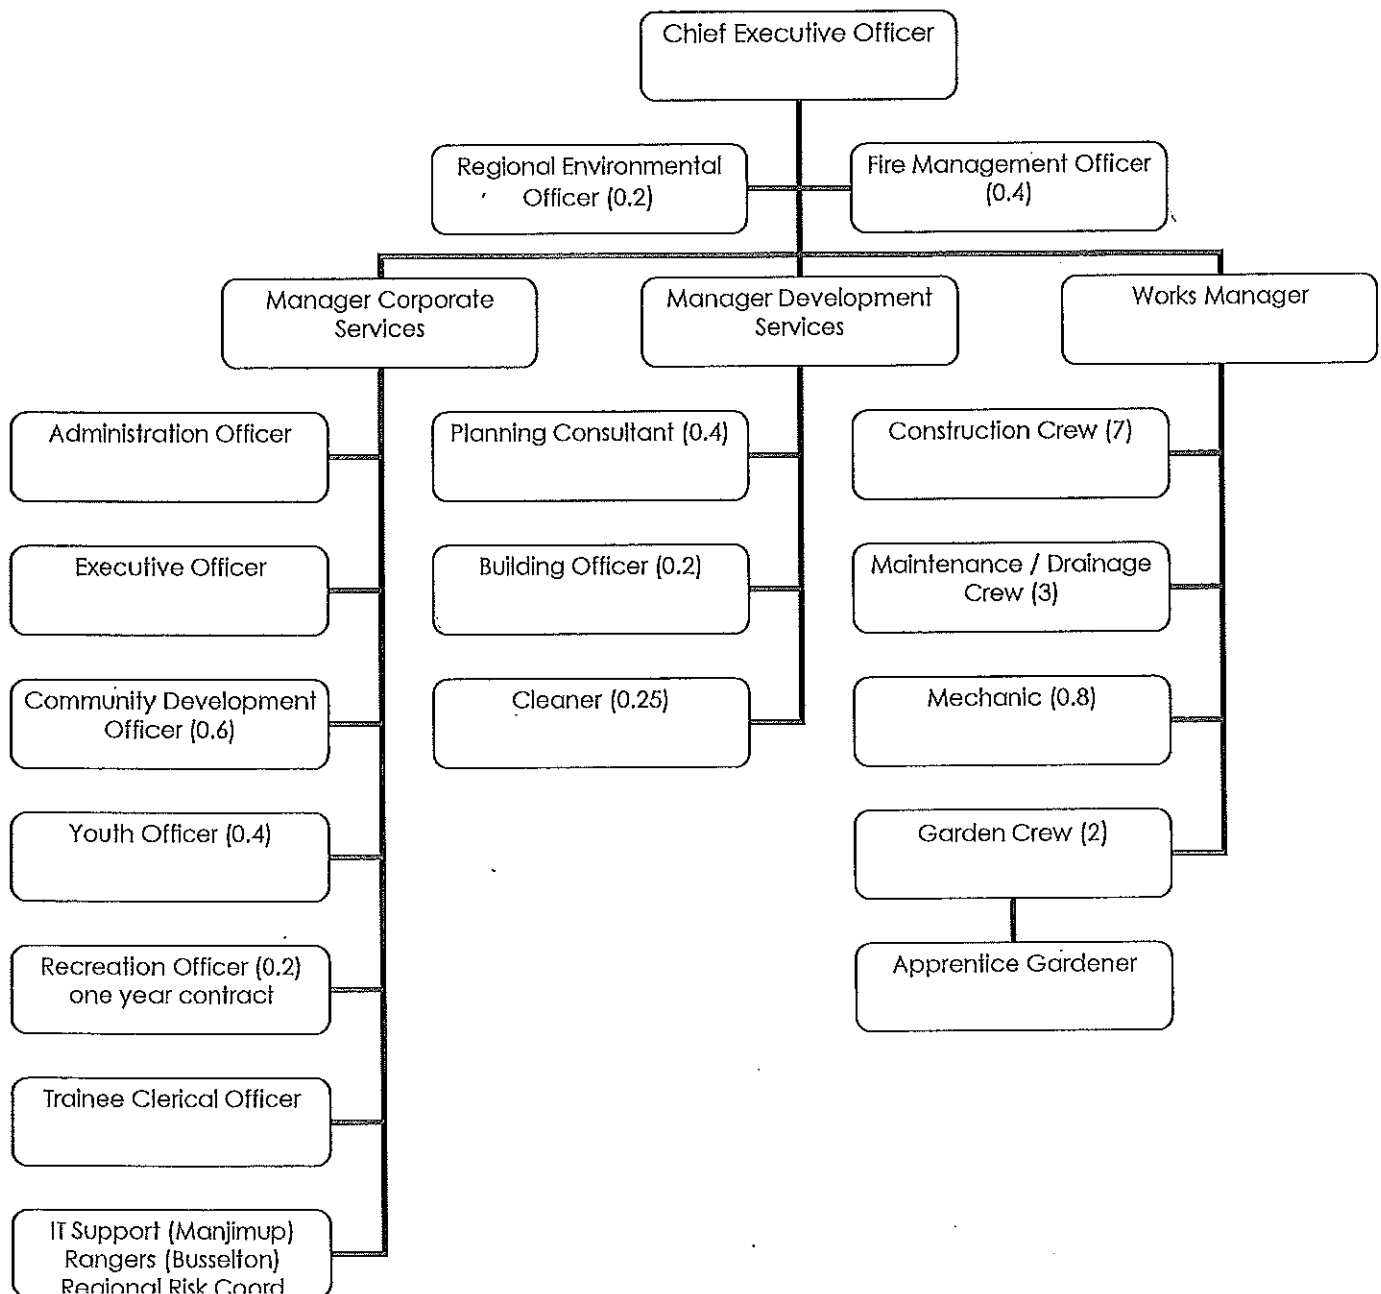 Chief Executive Officer
Regional Environmental
Officer (0.2)
Fire Management Officer
(0.4)
Manager Corporate
Services
Manager Development
Services
Works Manager
Administration Officer
Executive Officer
Community Development
Officer (0.6)
Youth Officer (0.4)
Recreation Officer (0.2)
one year contract
Trainee Clerical Officer
IT Support (Manjimup)
Rangers (Busselton)
Regional Risk Coord
Planning Consultant (0.4)
Building Officer (0.2)
Cleaner (0.25)
Construction Crew (7)
Maintenance / Drainage
Crew (3)
Mechanic (0.8)
Garden Crew (2)
Apprentice Gardener